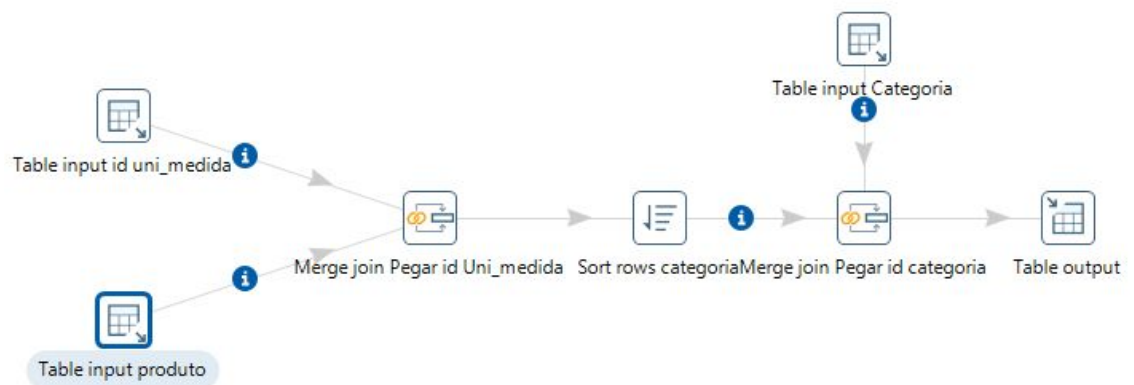 Table input Categoria
Table input id uni_medida
Merge join Pegar id Uni_medida
Sort rows categoria
Merge join Pegar id categoria
Table output
Table input produto